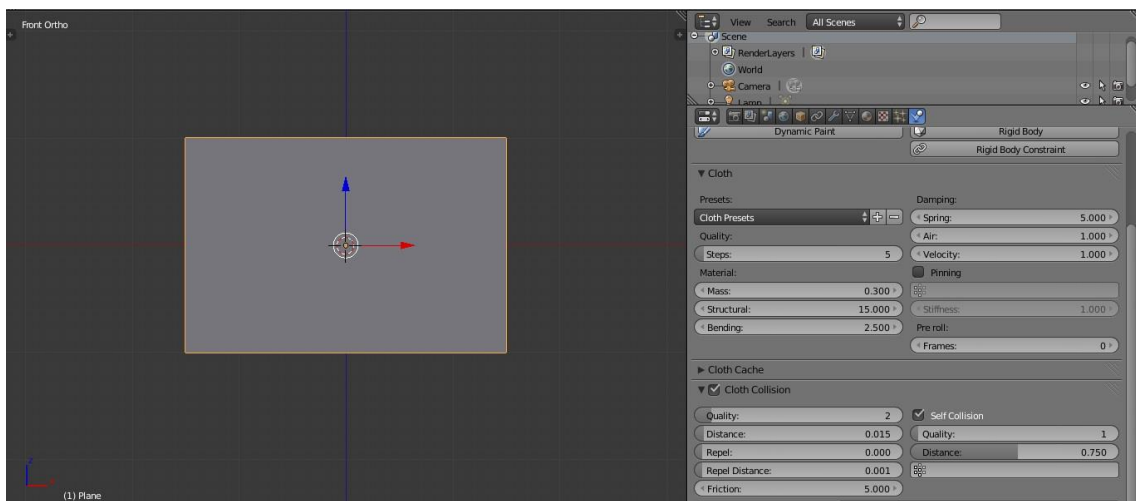 Front Ortho
z
(1) Plane
View Search All Scenes
Scene
RenderLayers
World
Camera
Lamp
Dynamic Paint
Rigid Body
Rigid Body Constraint
Cloth
Presets:
Cloth Presets
Quality:
Steps: 5
Material:
Mass: 0.300
Structural: 15.000
Bending: 2.500
Damping:
Spring: 5.000
Air: 1.000
Velocity: 1.000
Pinning
Stiffness: 1.000
Pre roll:
Frames: 0
Cloth Cache
Cloth Collision
Quality: 2
Distance: 0.015
Repel: 0.000
Repel Distance: 0.001
Friction: 5.000
Self Collision
Quality: 1
Distance: 0.750